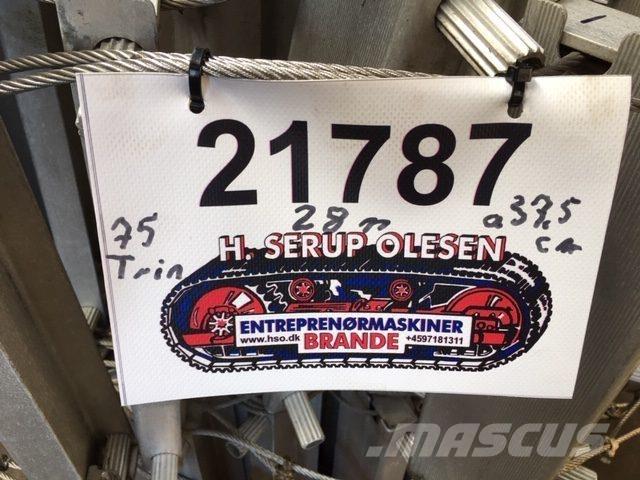 21787
28 m
75
Trin
a 37,5
cm
H. SERUP OLESEN
ENTREPRENØRMASKINER
www.hso.dk BRANDE +4597181311
MASCUS